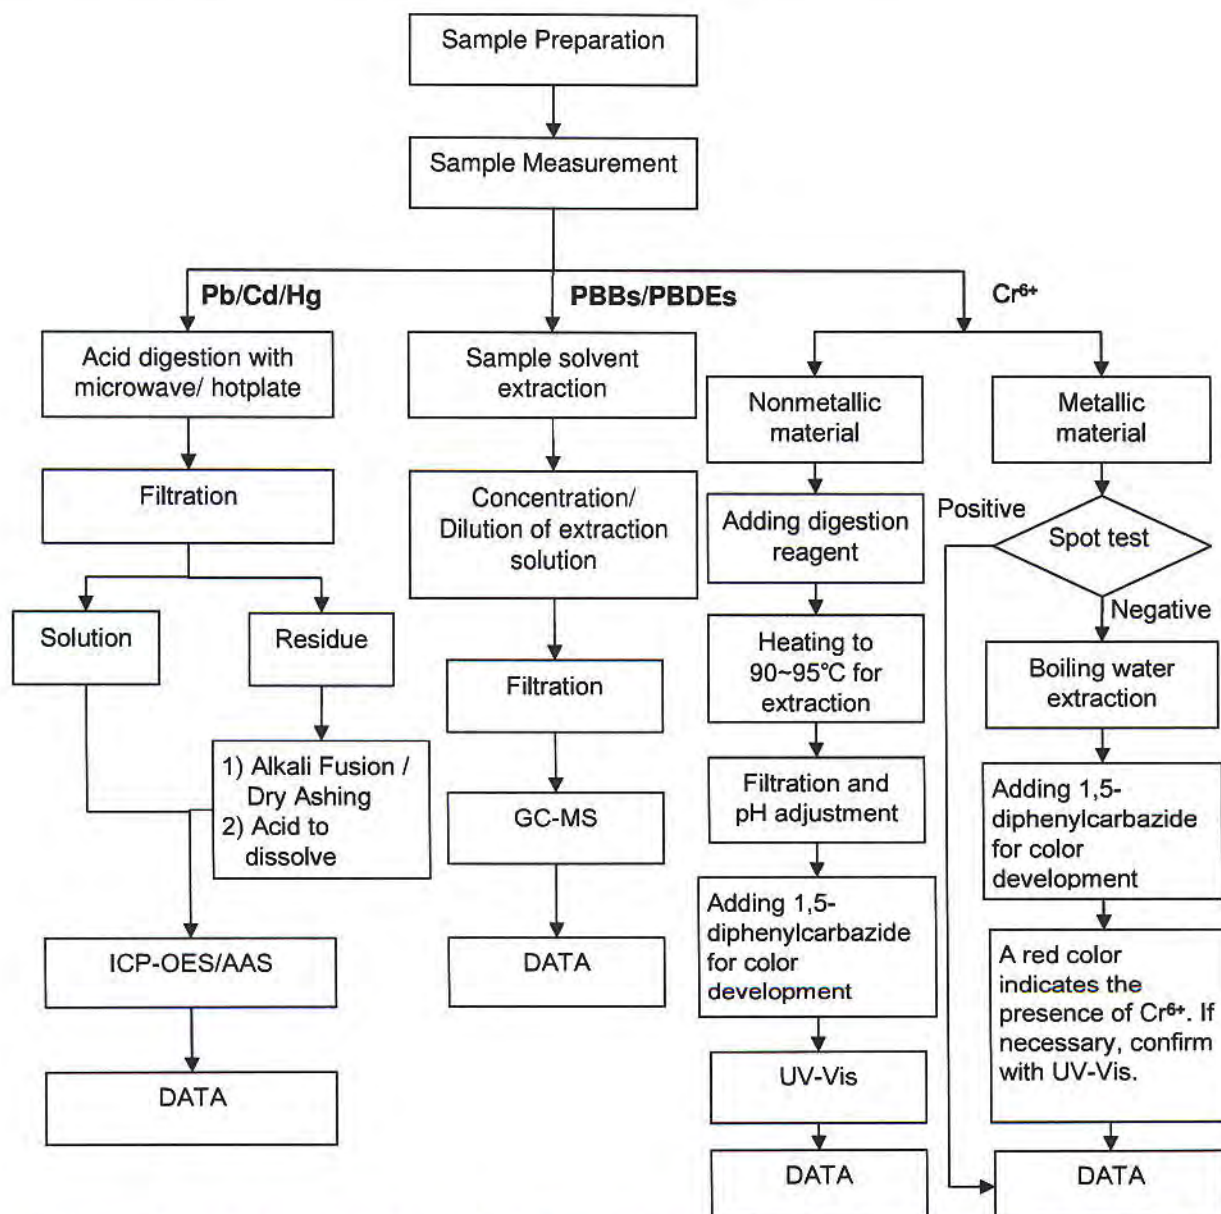 Sample Preparation
Sample Measurement
Pb/Cd/Hg
PBBs/PBDEs
Cr⁶⁺
Acid digestion with
microwave/ hotplate
Filtration
Solution
Residue
1) Alkali Fusion /
Dry Ashing
2) Acid to
dissolve
ICP-OES/AAS
DATA
Sample solvent
extraction
Concentration/
Dilution of extraction
solution
Filtration
GC-MS
DATA
Nonmetallic
material
Adding digestion
reagent
Heating to
90~95°C for
extraction
Filtration and
pH adjustment
Adding 1,5-
diphenylcarbazide
for color
development
UV-Vis
DATA
Metallic
material
Positive
Spot test
Negative
Boiling water
extraction
Adding 1,5-
diphenylcarbazide
for color
development
A red color
indicates the
presence of Cr⁶⁺. If
necessary, confirm
with UV-Vis.
DATA